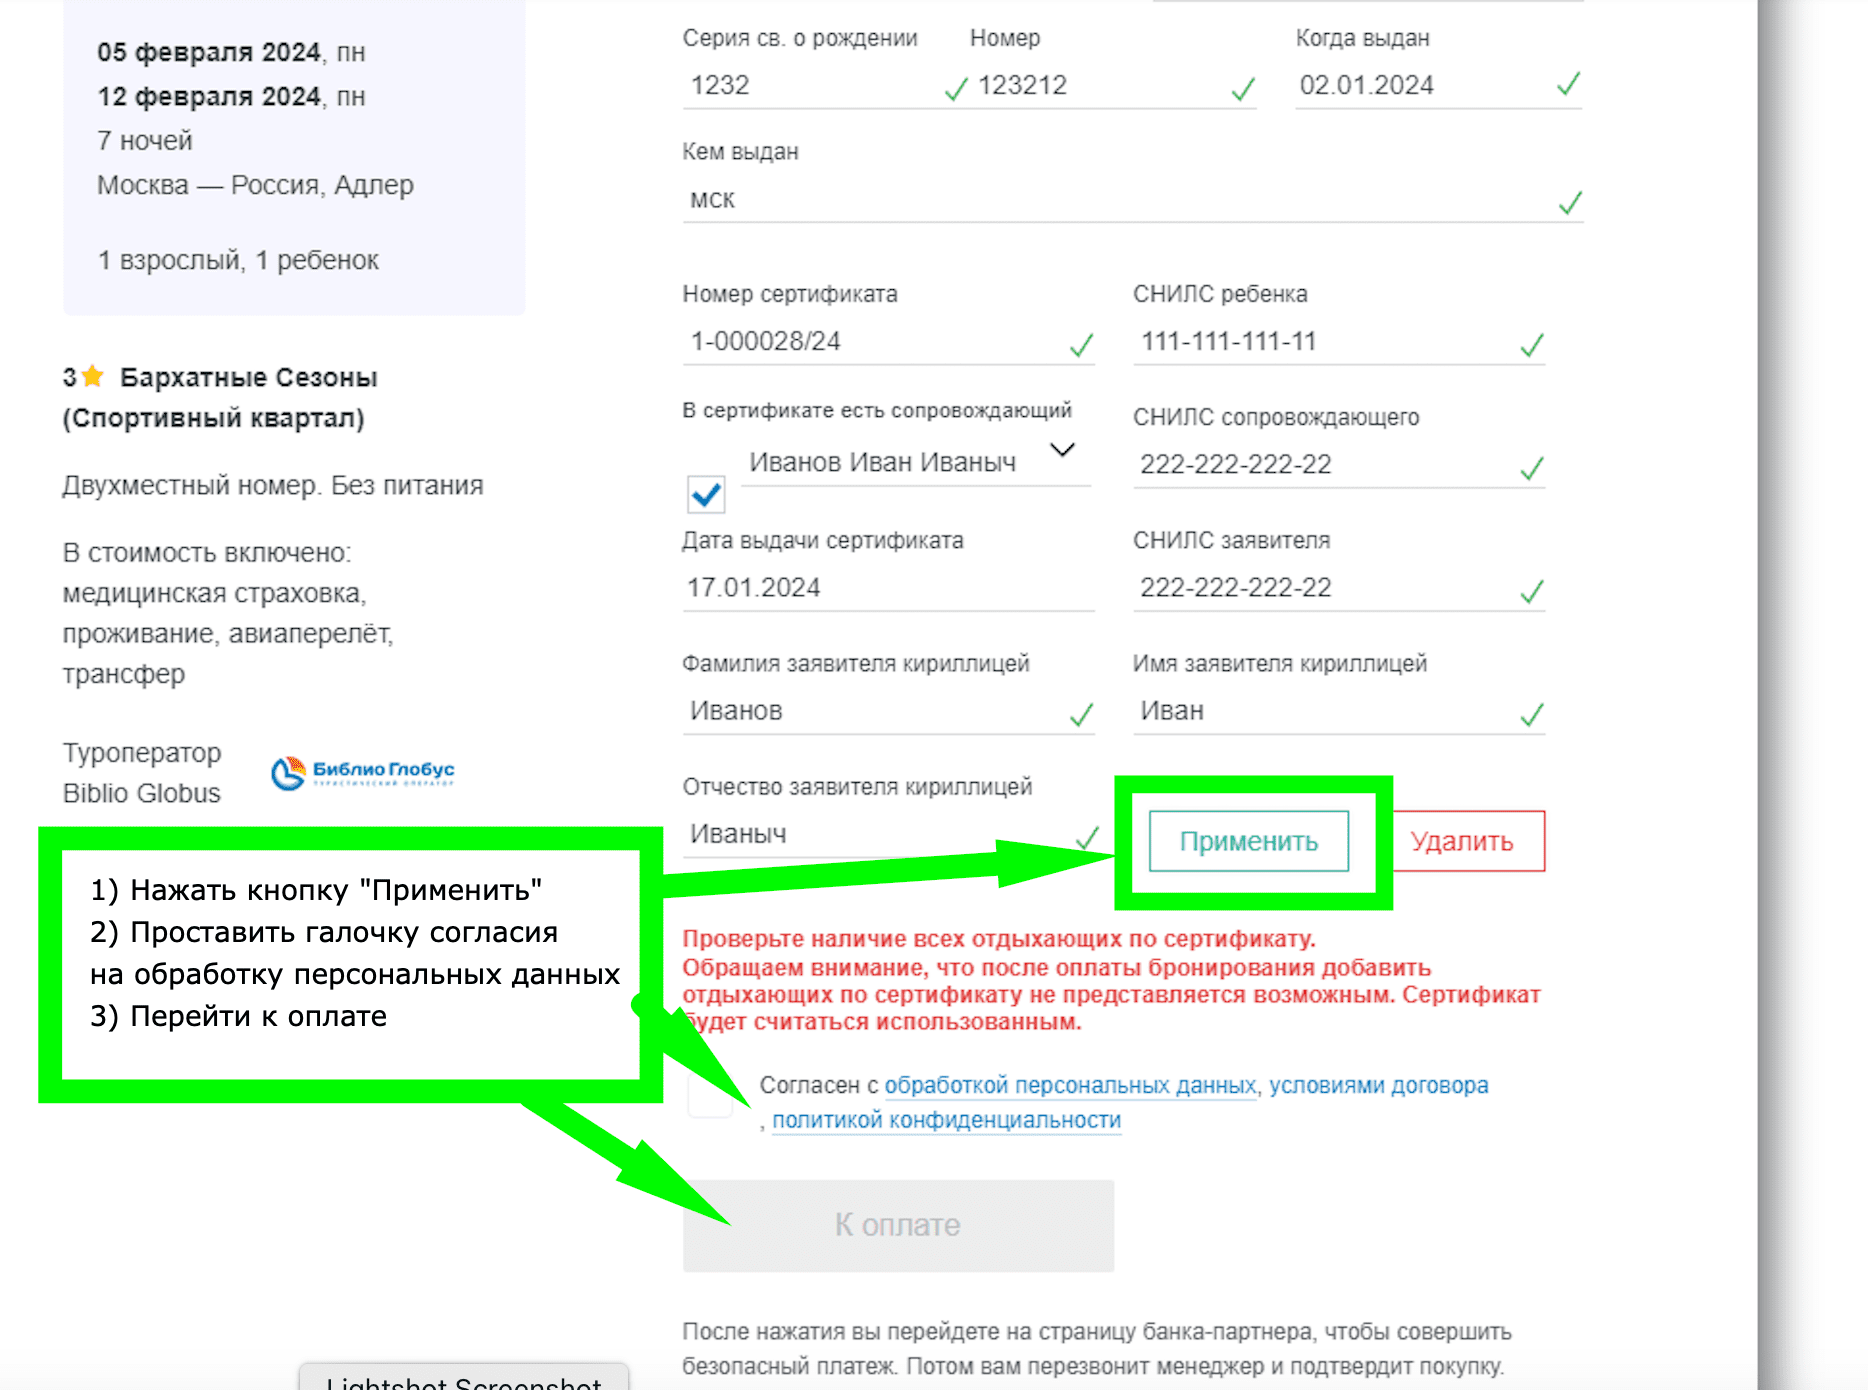 05 февраля 2024, пн
12 февраля 2024, пн
7 ночей
Москва — Россия, Адлер
1 взрослый, 1 ребенок
3 Бархатные Сезоны
(Спортивный квартал)
Двухместный номер. Без питания
В стоимость включено:
медицинская страховка,
проживание, авиаперелёт,
трансфер
Туроператор
Biblio Globus
Библио Глобус
ТУРИСТИЧЕСКИЙ ОПЕРАТОР
1) Нажать кнопку "Применить"
2) Проставить галочку согласия
на обработку персональных данных
3) Перейти к оплате
Серия св. о рождении Номер Когда выдан
1232 123212 02.01.2024
Кем выдан
мск
Номер сертификата СНИЛС ребенка
1-000028/24 111-111-111-11
В сертификате есть сопровождающий СНИЛС сопровождающего
Иванов Иван Иваныч 222-222-222-22
Дата выдачи сертификата СНИЛС заявителя
17.01.2024 222-222-222-22
Фамилия заявителя кириллицей Имя заявителя кириллицей
Иванов Иван
Отчество заявителя кириллицей
Иваныч Применить Удалить
Проверьте наличие всех отдыхающих по сертификату.
Обращаем внимание, что после оплаты бронирования добавить
отдыхающих по сертификату не представляется возможным. Сертификат
будет считаться использованным.
Согласен с обработкой персональных данных, условиями договора
, политикой конфиденциальности
К оплате
После нажатия вы перейдете на страницу банка-партнера, чтобы совершить
безопасный платеж. Потом вам перезвонит менеджер и подтвердит покупку.
Lightshot Screenshot